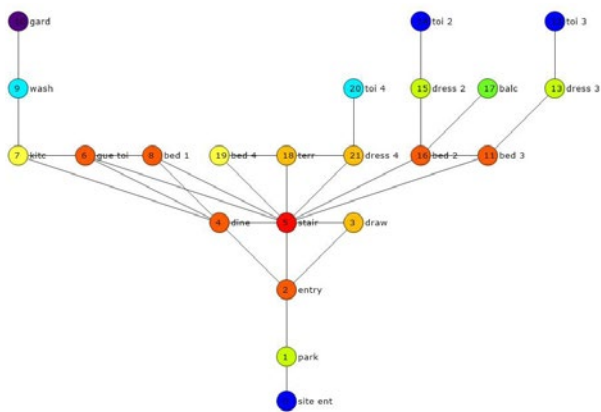 gard
toi 2
toi 3
9 wash
20 toi 4
15 dress 2
17 balc
13 dress 3
7 kitc
6 gue toi
8 bed 1
19 bed 4
18 terr
21 dress 4
16 bed 2
11 bed 3
4 dine
5 stair
3 draw
2 entry
1 park
site ent